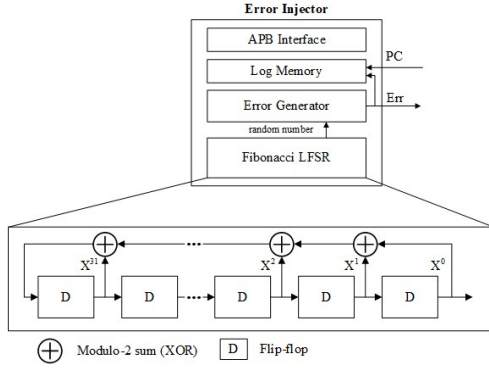 Error Injector
APB Interface
Log Memory
PC
Error Generator
Err
random number
Fibonacci LFSR
X31 X2 X1 X0
D D D D D
Modulo-2 sum (XOR) D Flip-flop